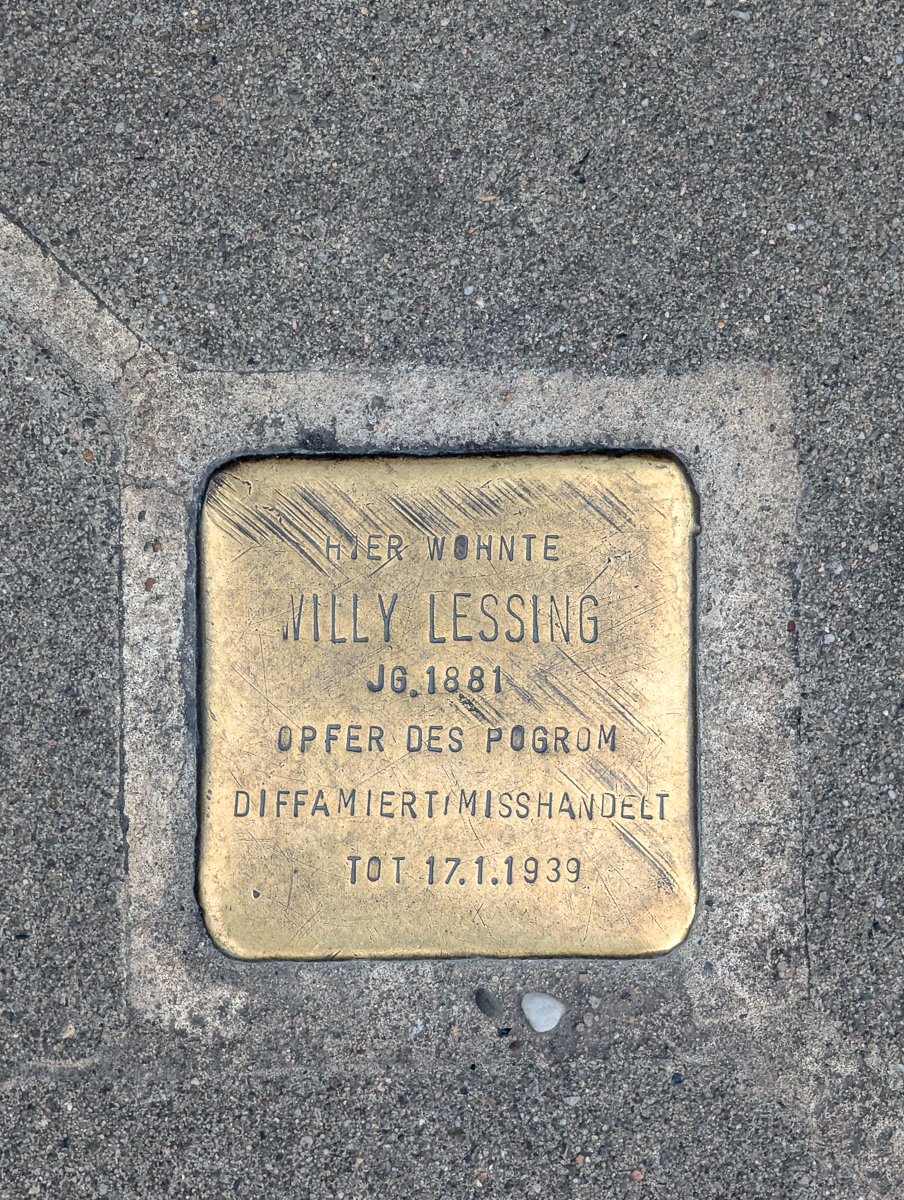 HIER WOHNTE
WILLY LESSING
JG. 1881
OPFER DES POGROM
DIFFAMIERT/MISSHANDELT
TOT 17.1.1939